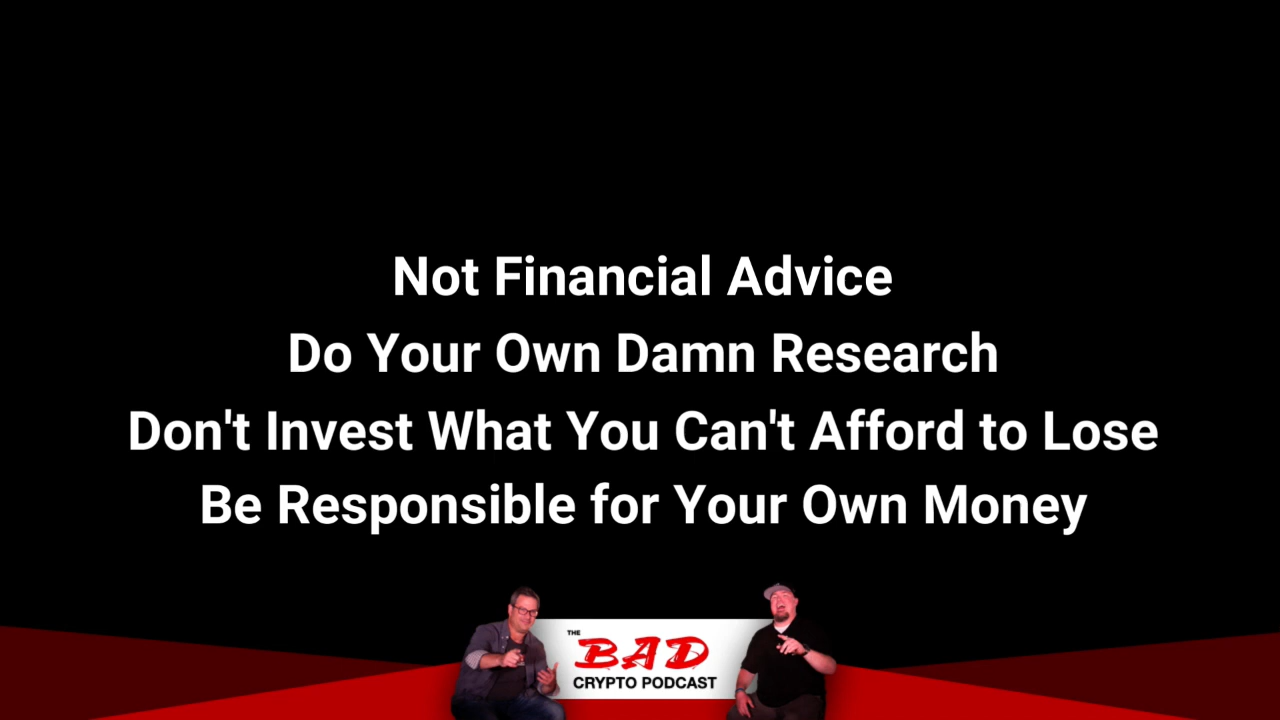 Not Financial Advice
Do Your Own Damn Research
Don't Invest What You Can't Afford to Lose
Be Responsible for Your Own Money
THE
BAD
CRYPTO PODCAST